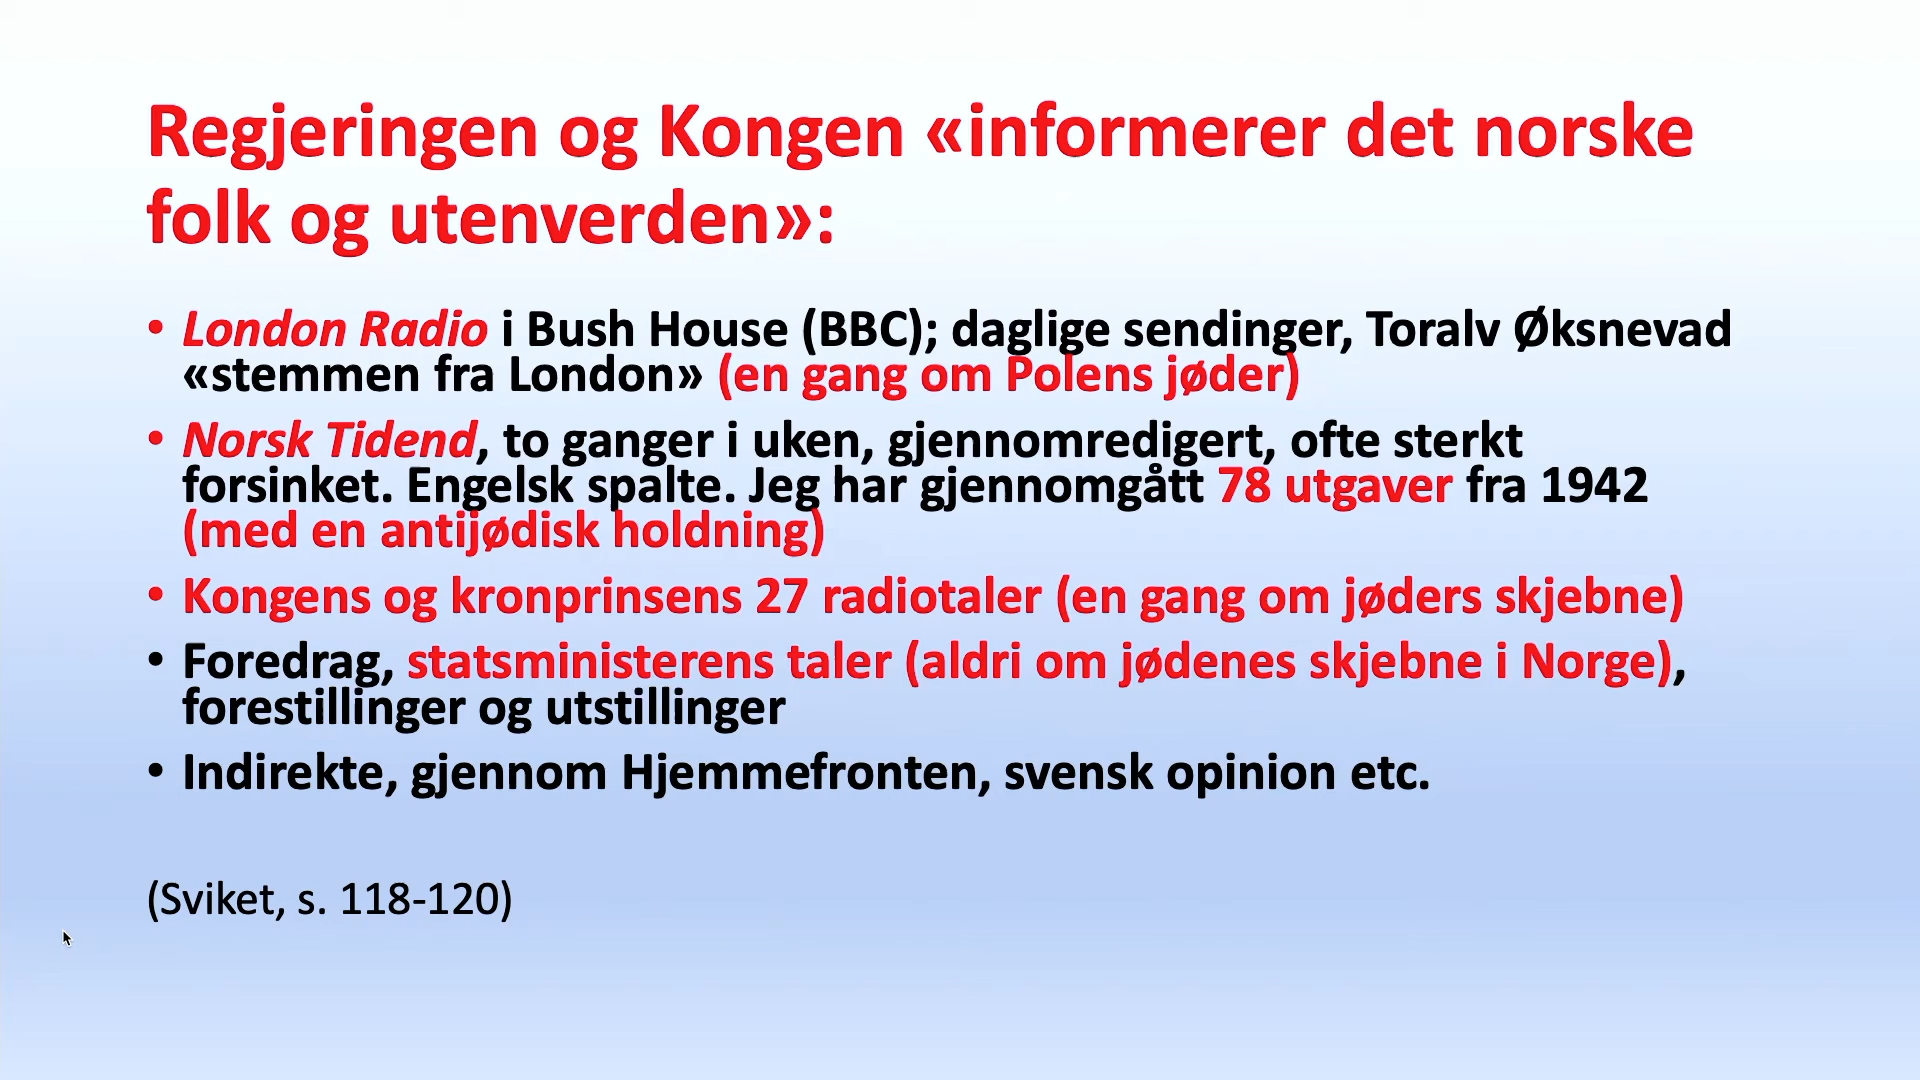 Regjeringen og Kongen «informerer det norske
folk og utenverden»:
• London Radio i Bush House (BBC); daglige sendinger, Toralv Øksnevad
«stemmen fra London» (en gang om Polens jøder)
• Norsk Tidend, to ganger i uken, gjennomredigert, ofte sterkt
forsinket. Engelsk spalte. Jeg har gjennomgått 78 utgaver fra 1942
(med en antijødisk holdning)
• Kongens og kronprinsens 27 radiotaler (en gang om jøders skjebne)
• Foredrag, statsministerens taler (aldri om jødenes skjebne i Norge),
forestillinger og utstillinger
• Indirekte, gjennom Hjemmefronten, svensk opinion etc.
(Sviket, s. 118-120)